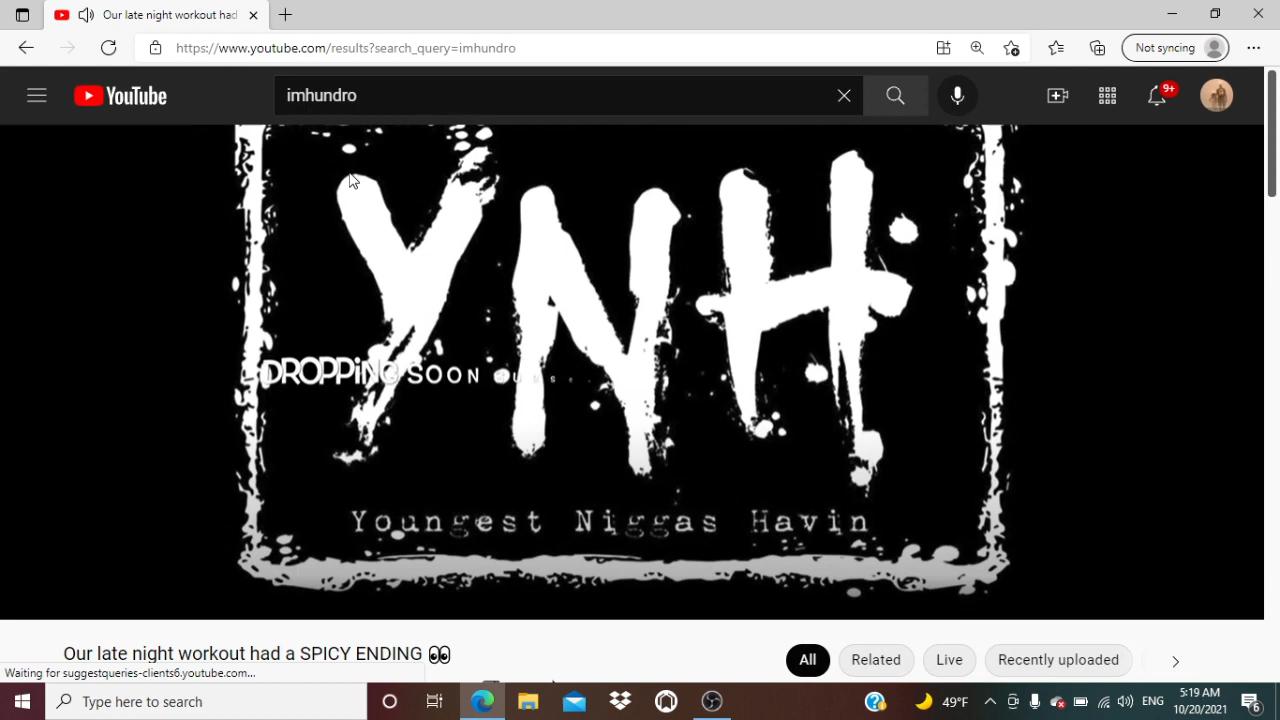 Our late night workout had
https://www.youtube.com/results?search_query=imhundro
Not syncing
YouTube
imhundro
9+
YNH
DROPPiNG SOON
Youngest Niggas Havin
Our late night workout had a SPICY ENDING 👀
All
Related
Live
Recently uploaded
Waiting for suggestqueries-clients6.youtube.com...
Type here to search
49°F
ENG
5:19 AM
10/20/2021
6